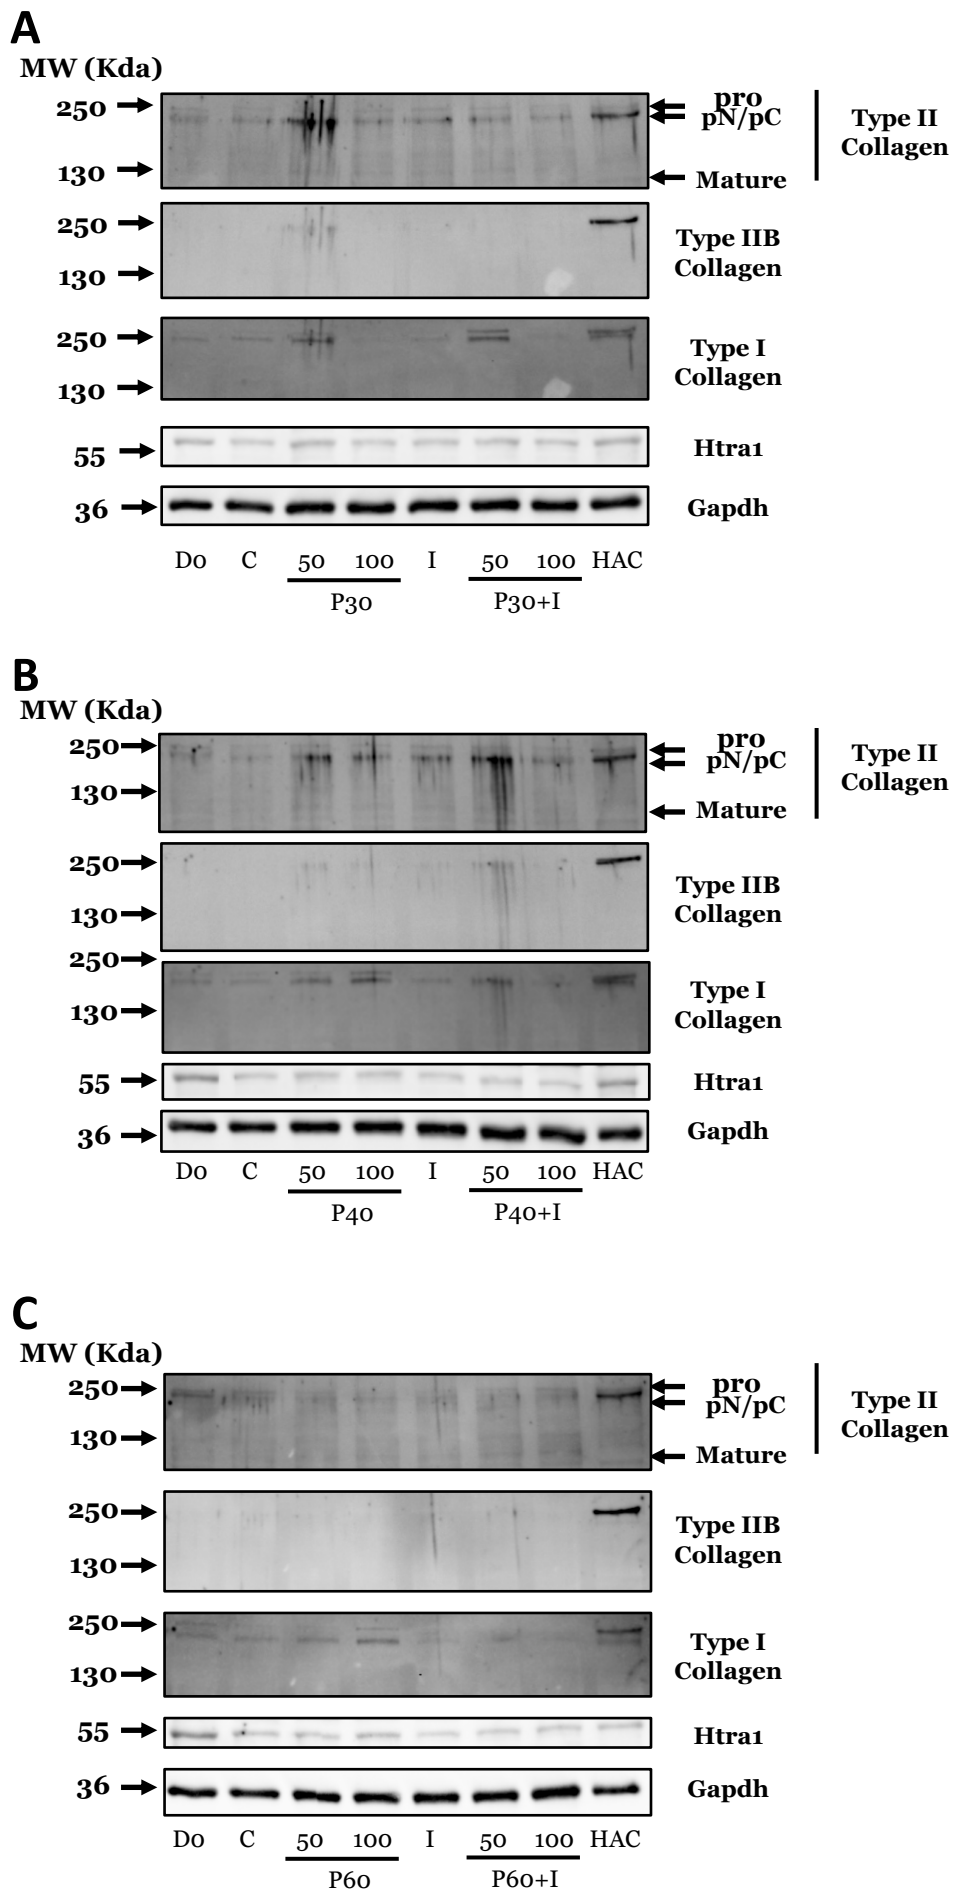 A
MW (Kda)
250
130
pro
pN/pC
Mature
Type II
Collagen
250
130
Type IIB
Collagen
250
130
Type I
Collagen
55
Htra1
36
Gapdh
D0 C 50 100 I 50 100 HAC
P30 P30+I
B
MW (Kda)
250
130
pro
pN/pC
Mature
Type II
Collagen
250
130
Type IIB
Collagen
250
130
Type I
Collagen
55
Htra1
36
Gapdh
D0 C 50 100 I 50 100 HAC
P40 P40+I
C
MW (Kda)
250
130
pro
pN/pC
Mature
Type II
Collagen
250
130
Type IIB
Collagen
250
130
Type I
Collagen
55
Htra1
36
Gapdh
D0 C 50 100 I 50 100 HAC
P60 P60+I